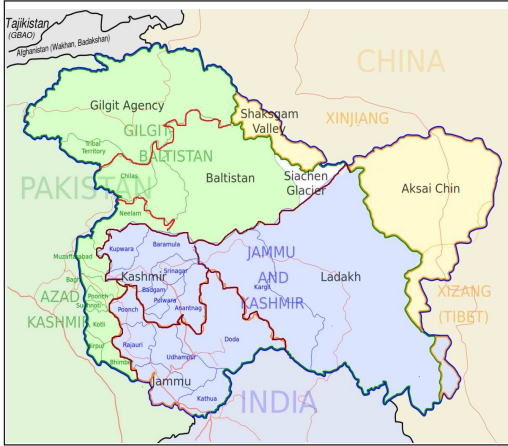 Tajikistan
(GBAO)
Afghanistan (Wakhan, Badakshan)
CHINA
Gilgit Agency
Shaksgam
Valley
XINJIANG
GILGIT
BALTISTAN
Tribal
Territory
Chilas
Baltistan
Siachen
Glacier
Aksai Chin
PAKISTAN
Neelam
Muzaffarabad
Kupwara
Baramula
JAMMU
AND
KASHMIR
Kashmir
Srinagar
Badgam
Pulware
Anantnag
Kargil
Ladakh
Bagh
AZAD
KASHMIR
Poonch
Sudhnoti
Kotli
Mirpur
Bhimber
Poonch
Rajauri
Udhampur
Doda
Jammu
Kathua
INDIA
XIZANG
(TIBET)